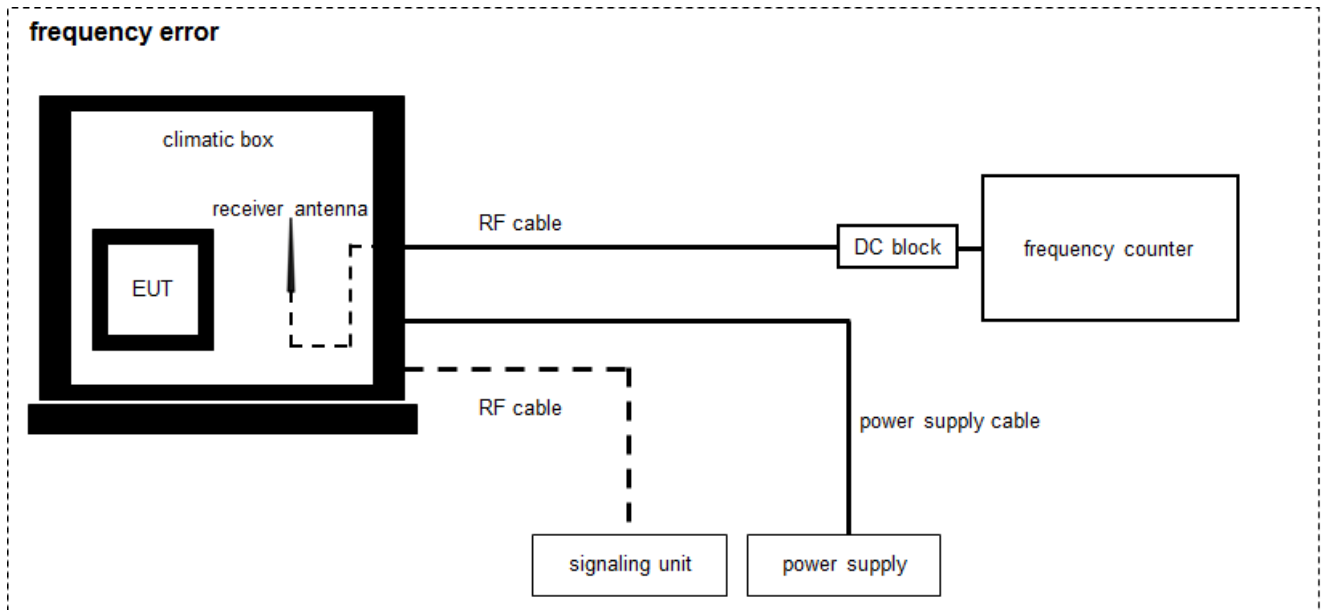 frequency error
climatic box
receiver antenna
EUT
RF cable
DC block
frequency counter
RF cable
power supply cable
signaling unit
power supply